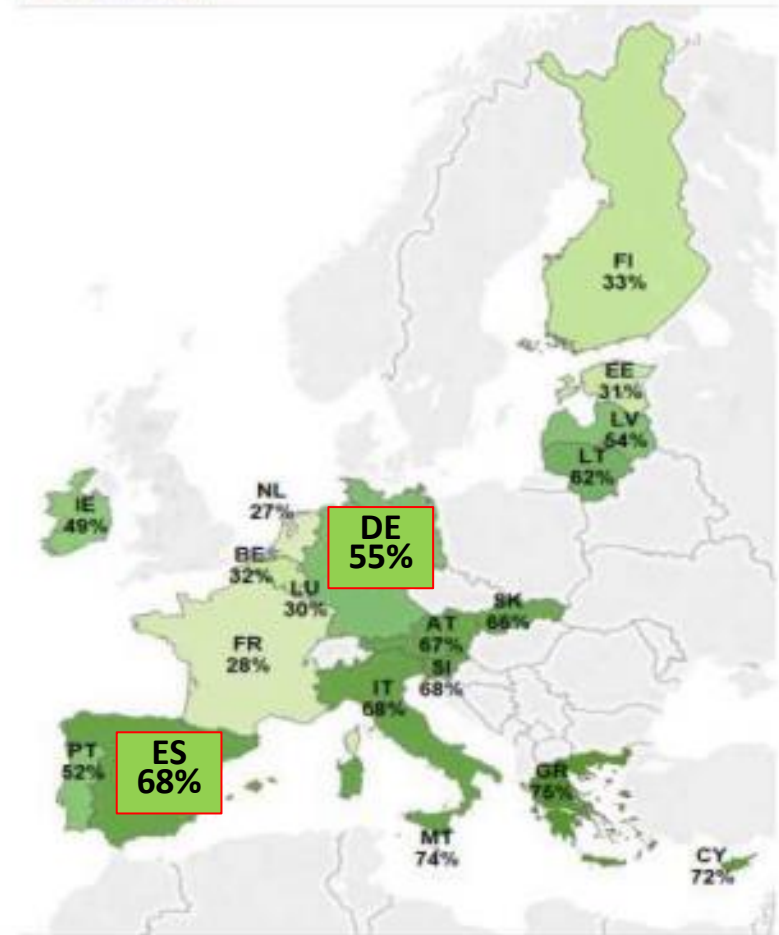 FI
33%
EE
31%
LV
54%
LT
62%
IE
49%
NL
27%
DE
55%
BE
32%
LU
30%
SK
66%
AT
67%
FR
28%
SI
68%
IT
68%
PT
52%
ES
68%
GR
75%
MT
74%
CY
72%